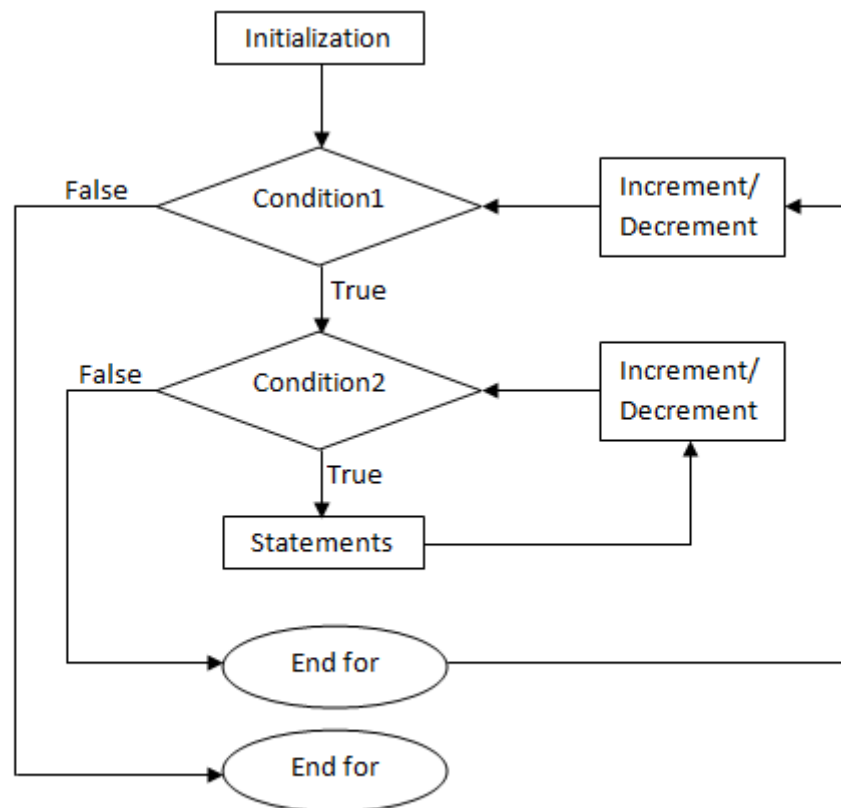 Initialization
False
Condition1
Increment/
Decrement
True
False
Condition2
Increment/
Decrement
True
Statements
End for
End for